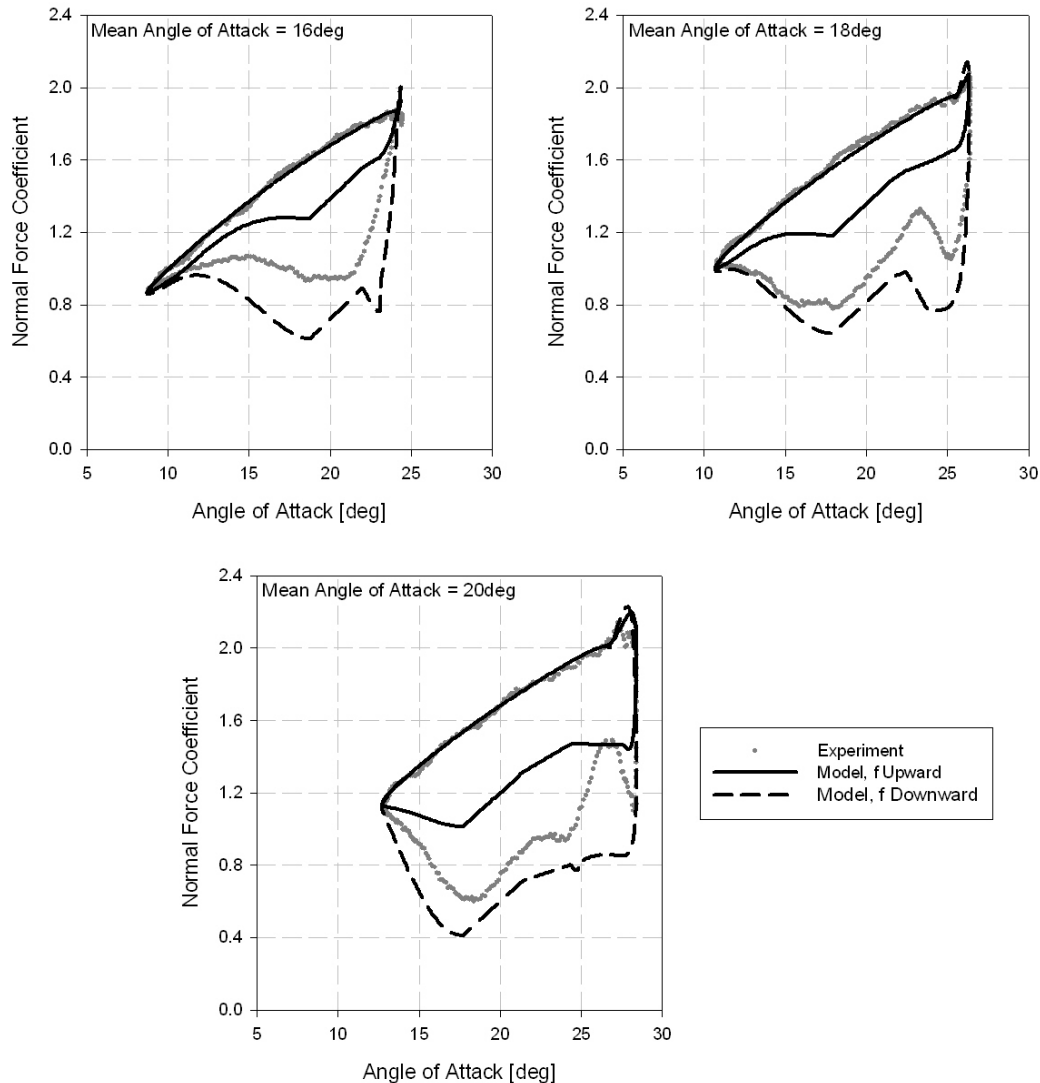 Mean Angle of Attack = 16deg
2.4
2.0
1.6
1.2
0.8
0.4
0.0
Normal Force Coefficient
5 10 15 20 25 30
Angle of Attack [deg]
Mean Angle of Attack = 18deg
2.4
2.0
1.6
1.2
0.8
0.4
0.0
Normal Force Coefficient
5 10 15 20 25 30
Angle of Attack [deg]
Mean Angle of Attack = 20deg
2.4
2.0
1.6
1.2
0.8
0.4
0.0
Normal Force Coefficient
5 10 15 20 25 30
Angle of Attack [deg]
Experiment
Model, f Upward
Model, f Downward